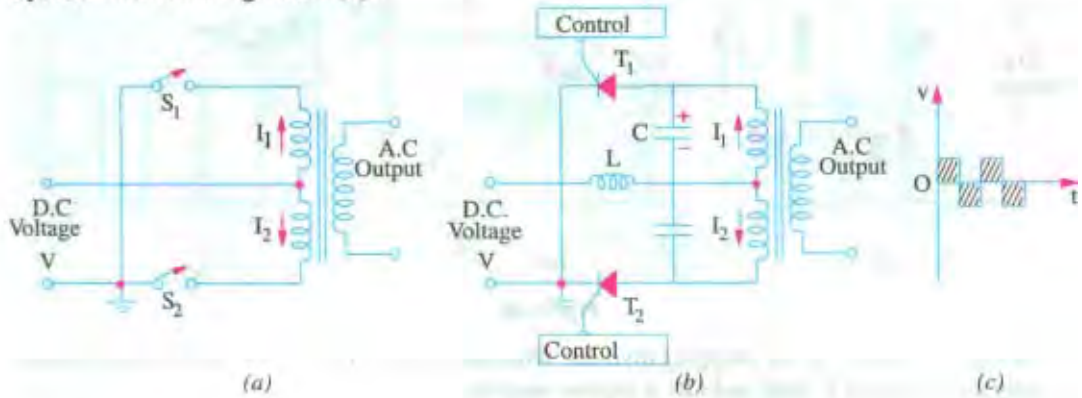 Control
T₁
S₁
I₁
A.C
Output
D.C
Voltage
V
I₂
S₂
(a)
C
+
−
I₁
L
A.C
Output
D.C.
Voltage
V
I₂
T₂
Control
(b)
v
O
t
(c)